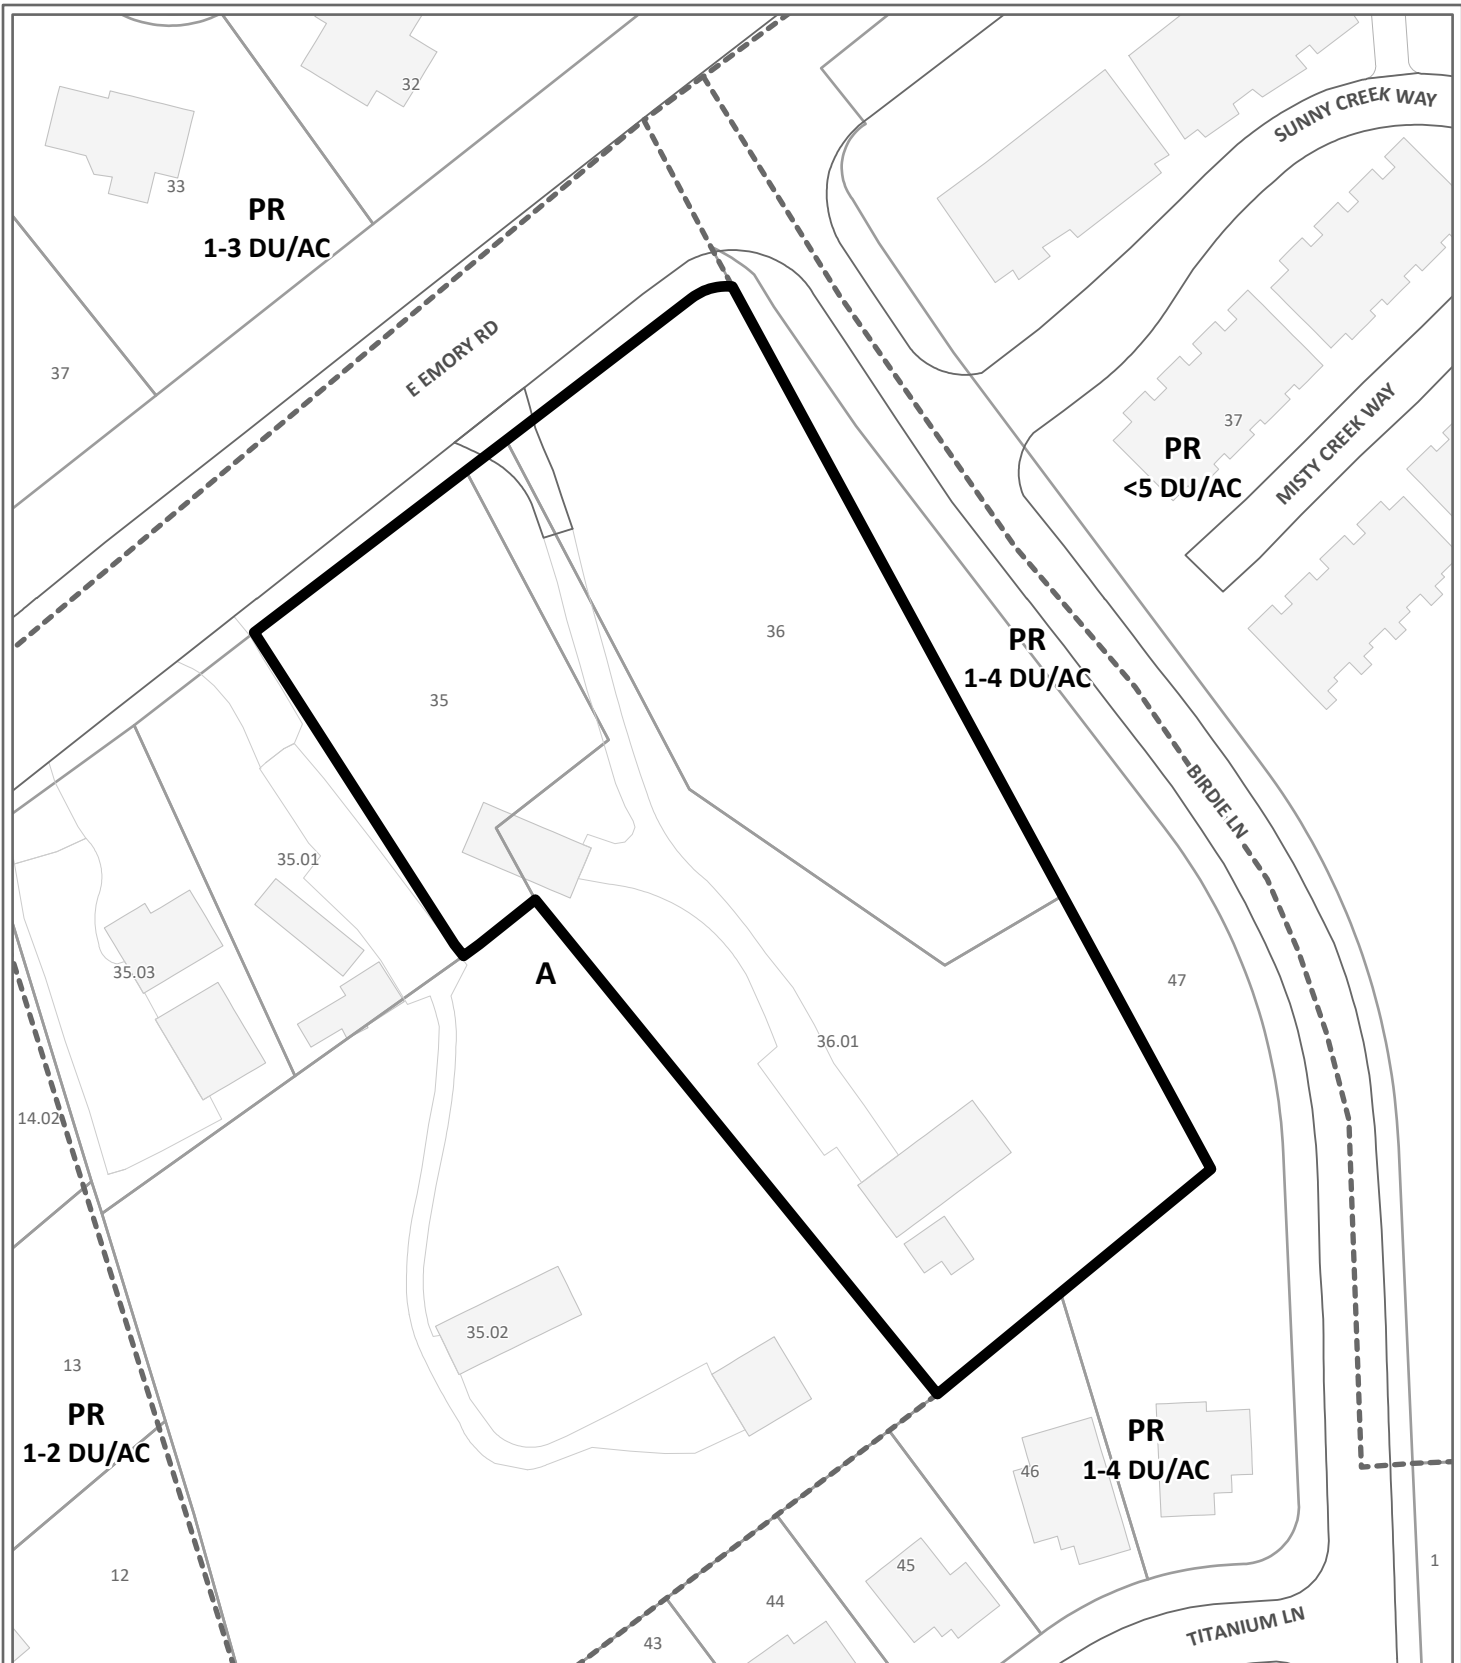 32
SUNNY CREEK WAY
33
PR
1-3 DU/AC
E EMORY RD
37
37
MISTY CREEK WAY
PR
<5 DU/AC
36
PR
1-4 DU/AC
35
BIRDIE LN
35.01
35.03
A
47
36.01
14.02
35.02
13
PR
1-2 DU/AC
PR
1-4 DU/AC
46
45
12
44
1
43
TITANIUM LN